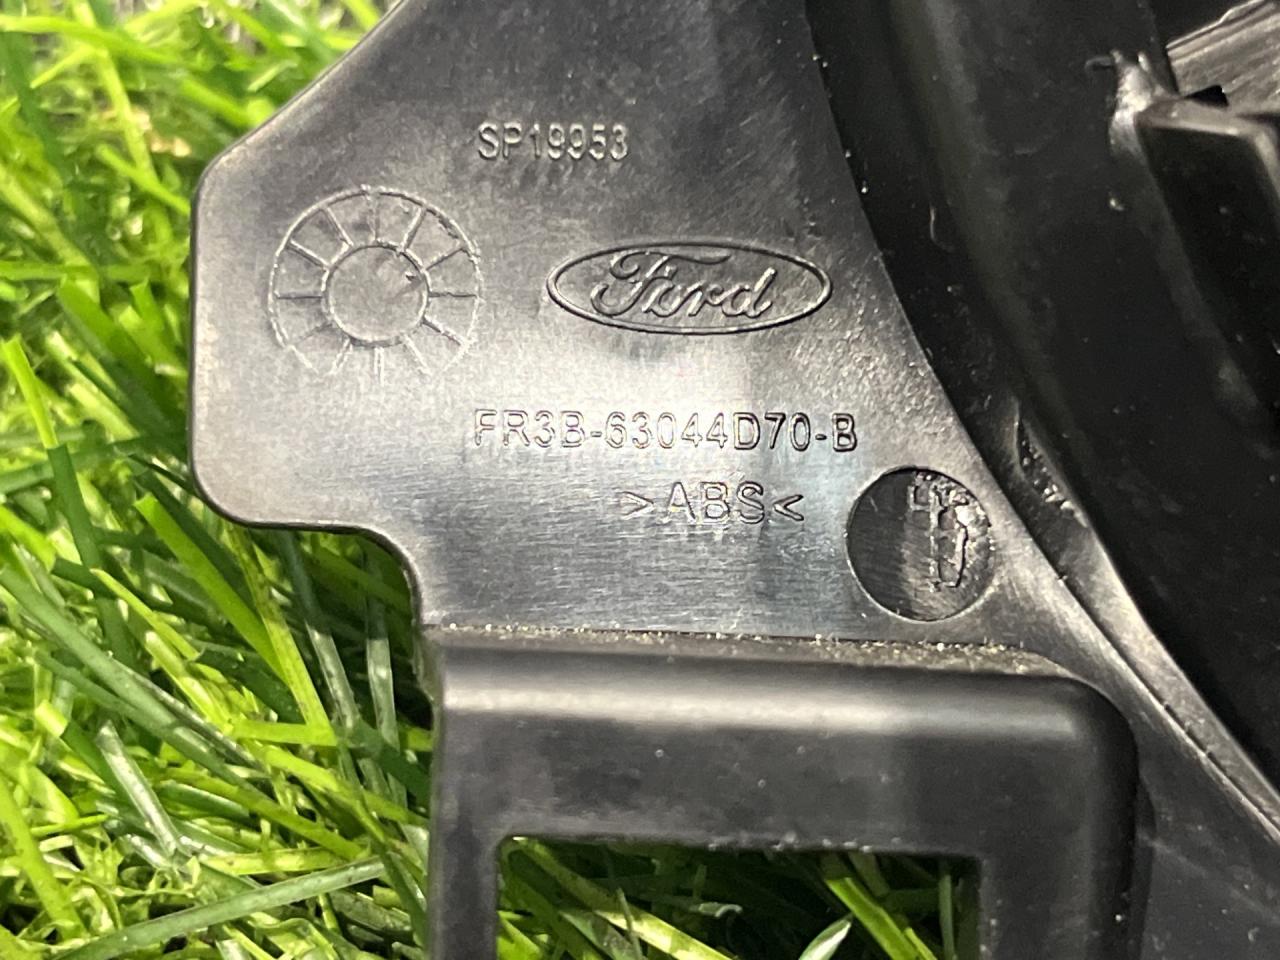 SP19953
Ford
FR3B-63044D70-B
>ABS<